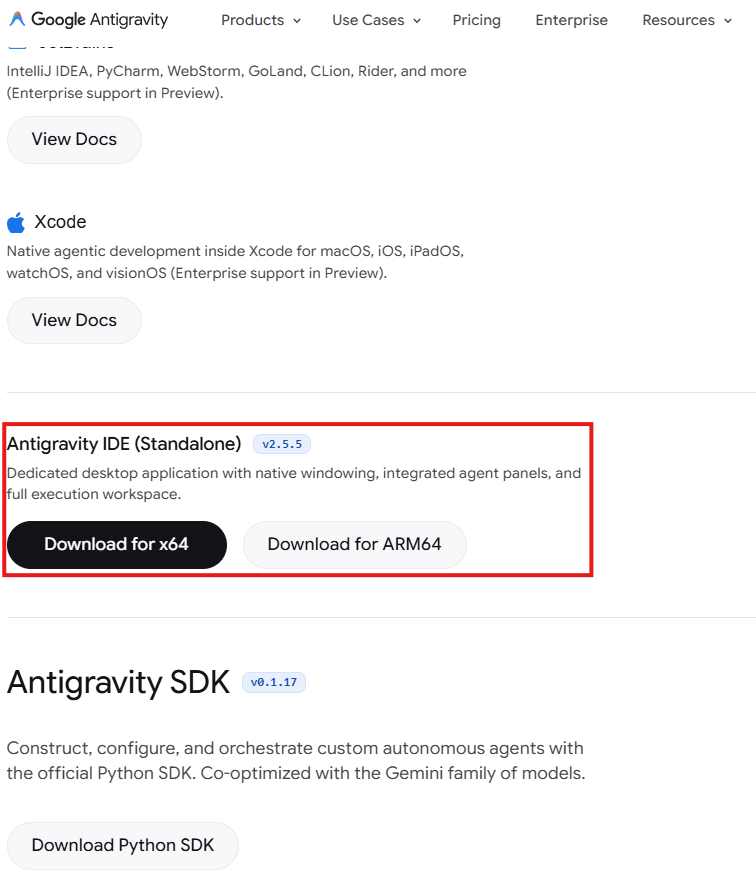 Google Antigravity
Products
Use Cases
Pricing
Enterprise
Resources
IntelliJ IDEA, PyCharm, WebStorm, GoLand, CLion, Rider, and more
(Enterprise support in Preview).
View Docs
Xcode
Native agentic development inside Xcode for macOS, iOS, iPadOS,
watchOS, and visionOS (Enterprise support in Preview).
View Docs
Antigravity IDE (Standalone) v2.5.5
Dedicated desktop application with native windowing, integrated agent panels, and
full execution workspace.
Download for x64
Download for ARM64
Antigravity SDK v0.1.17
Construct, configure, and orchestrate custom autonomous agents with
the official Python SDK. Co-optimized with the Gemini family of models.
Download Python SDK